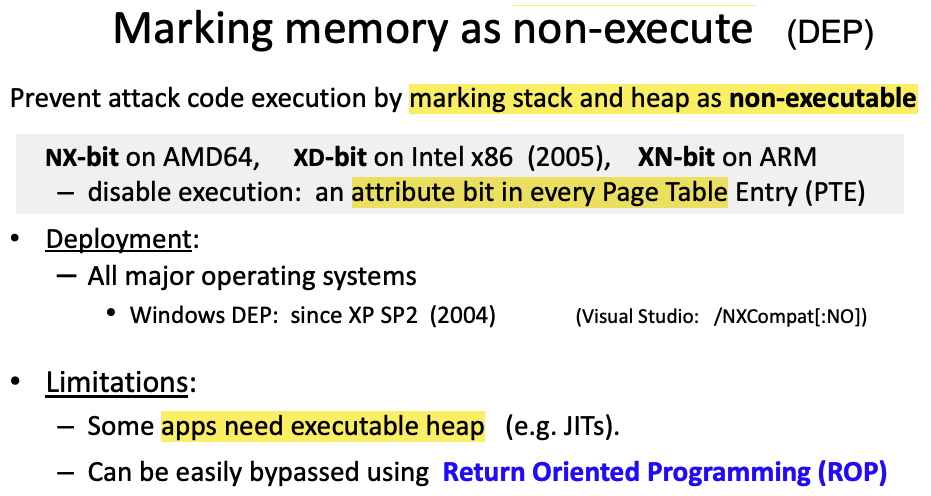 Marking memory as non-execute (DEP)
Prevent attack code execution by marking stack and heap as non-executable
NX-bit on AMD64, XD-bit on Intel x86 (2005), XN-bit on ARM
– disable execution: an attribute bit in every Page Table Entry (PTE)
• Deployment:
– All major operating systems
• Windows DEP: since XP SP2 (2004) (Visual Studio: /NXCompat[:NO])
• Limitations:
– Some apps need executable heap (e.g. JITs).
– Can be easily bypassed using Return Oriented Programming (ROP)